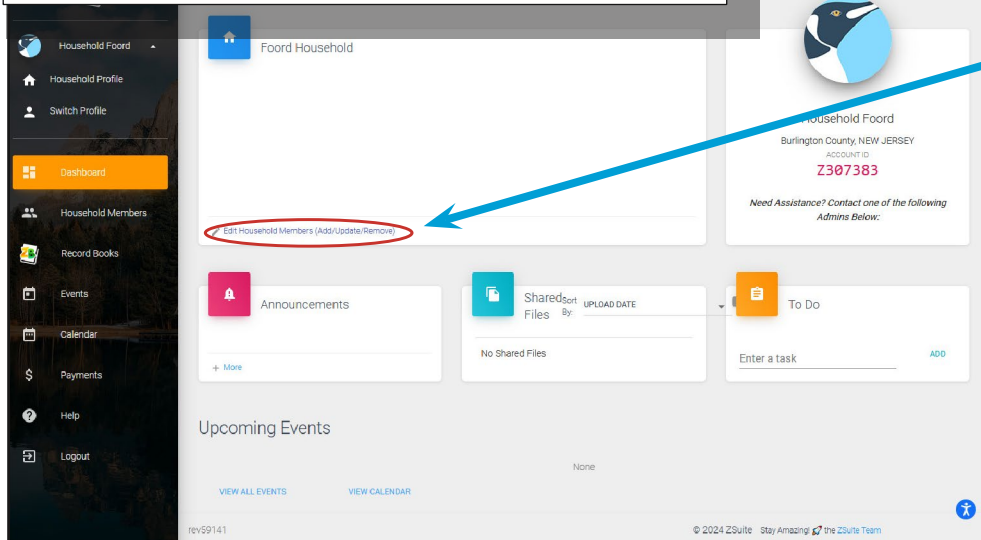 Household Foord
Household Profile
Switch Profile
Dashboard
Household Members
Record Books
Events
Calendar
Payments
Help
Logout
Foord Household
Edit Household Members (Add/Update/Remove)
Household Foord
Burlington County, NEW JERSEY
ACCOUNT ID
Z307383
Need Assistance? Contact one of the following
Admins Below:
Announcements
+ More
Shared
Files
Sort
By:
UPLOAD DATE
No Shared Files
To Do
Enter a task
ADD
Upcoming Events
None
VIEW ALL EVENTS
VIEW CALENDAR
rev59141
© 2024 ZSuite Stay Amazing! the ZSuite Team